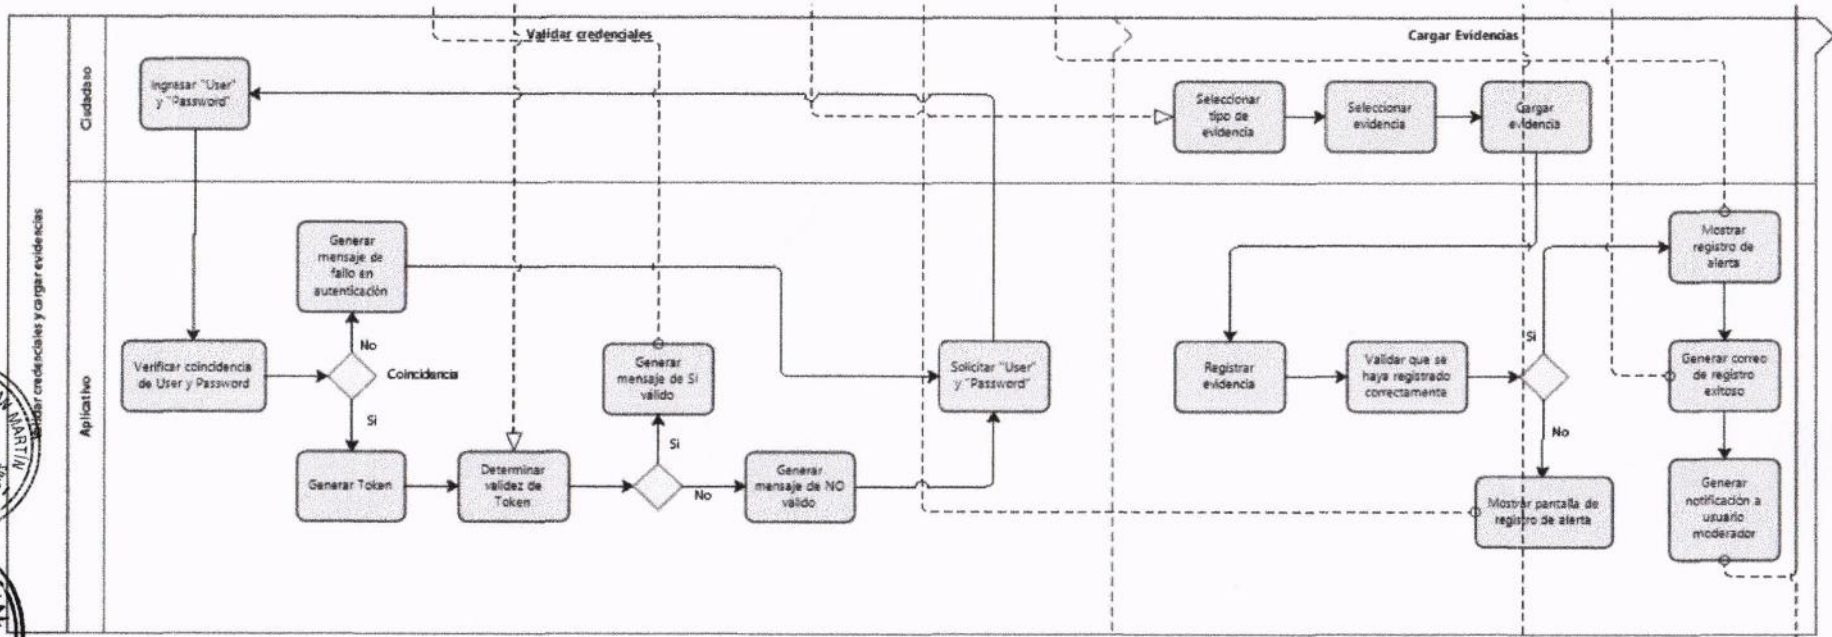 Validar credenciales
Cargar Evidencias
Validar credenciales y cargar evidencias
Ciudadano
Ingresar "User"
y "Password"
Seleccionar
tipo de
evidencia
Seleccionar
evidencia
Cargar
evidencia
Aplicativo
Generar
mensaje de
fallo en
autenticación
No
Verificar coincidencia
de User y Password
Coincidencia
Si
Generar Token
Determinar
validez de
Token
Generar
mensaje de Si
valido
Si
No
Generar
mensaje de NO
valido
Solicitar "User"
y "Password"
Registrar
evidencia
Validar que se
haya registrado
correctamente
Si
No
Mostrar pantalla de
registro de alerta
Mostrar
registro de
alerta
Generar correo
de registro
exitoso
Generar
notificación a
usuario
moderador
AN MARTIN